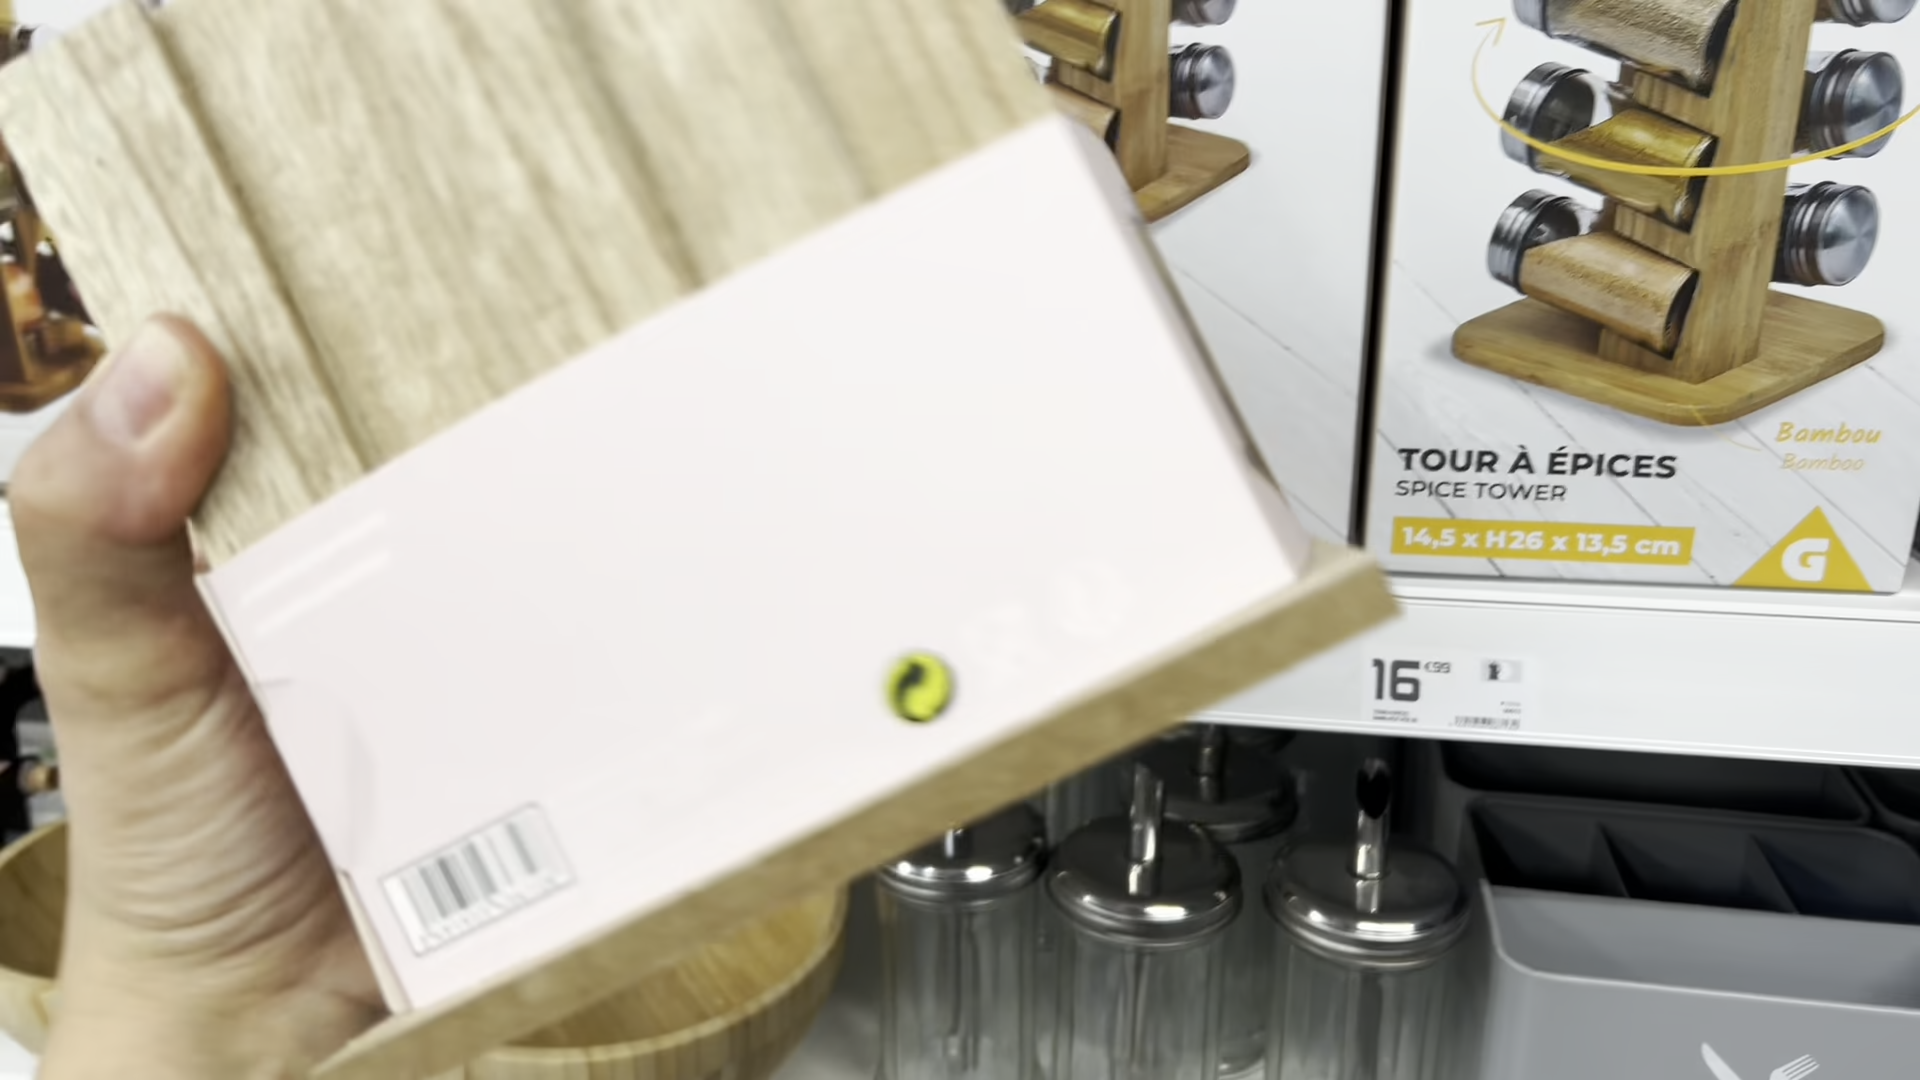 Bambou
Bamboo
TOUR À ÉPICES
SPICE TOWER
14,5 x H26 x 13,5 cm
G
16 €99